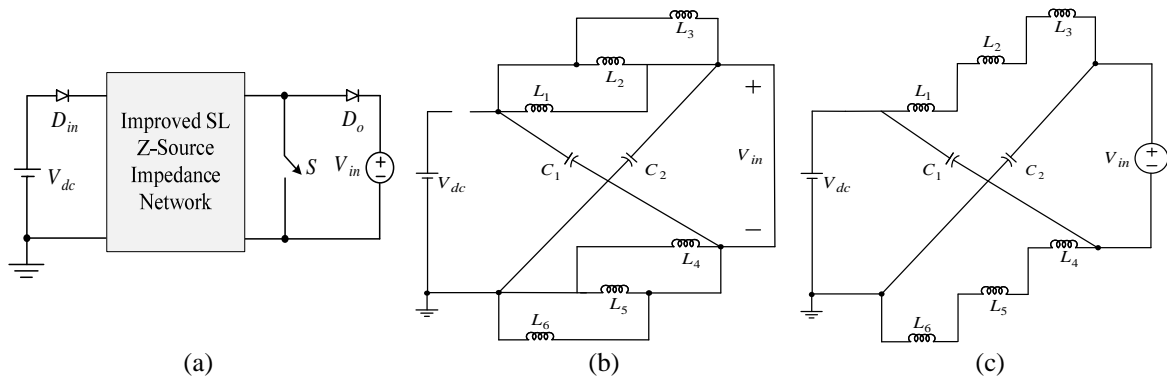 D_in
V_dc
Improved SL
Z-Source
Impedance
Network
S
D_o
V_in
+
−
(a)
L_3
L_2
L_1
+
C_1
C_2
V_in
V_dc
−
L_4
L_5
L_6
(b)
L_3
L_2
L_1
C_1
C_2
V_in
+
−
V_dc
L_4
L_5
L_6
(c)